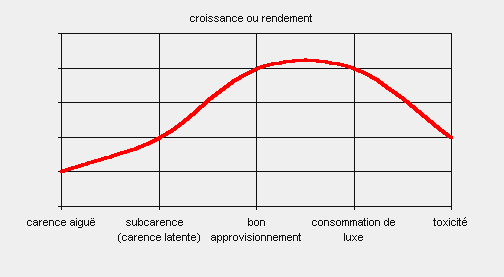 croissance ou rendement
carence aiguë
subcarence
(carence latente)
bon
approvisionnement
consommation de
luxe
toxicité